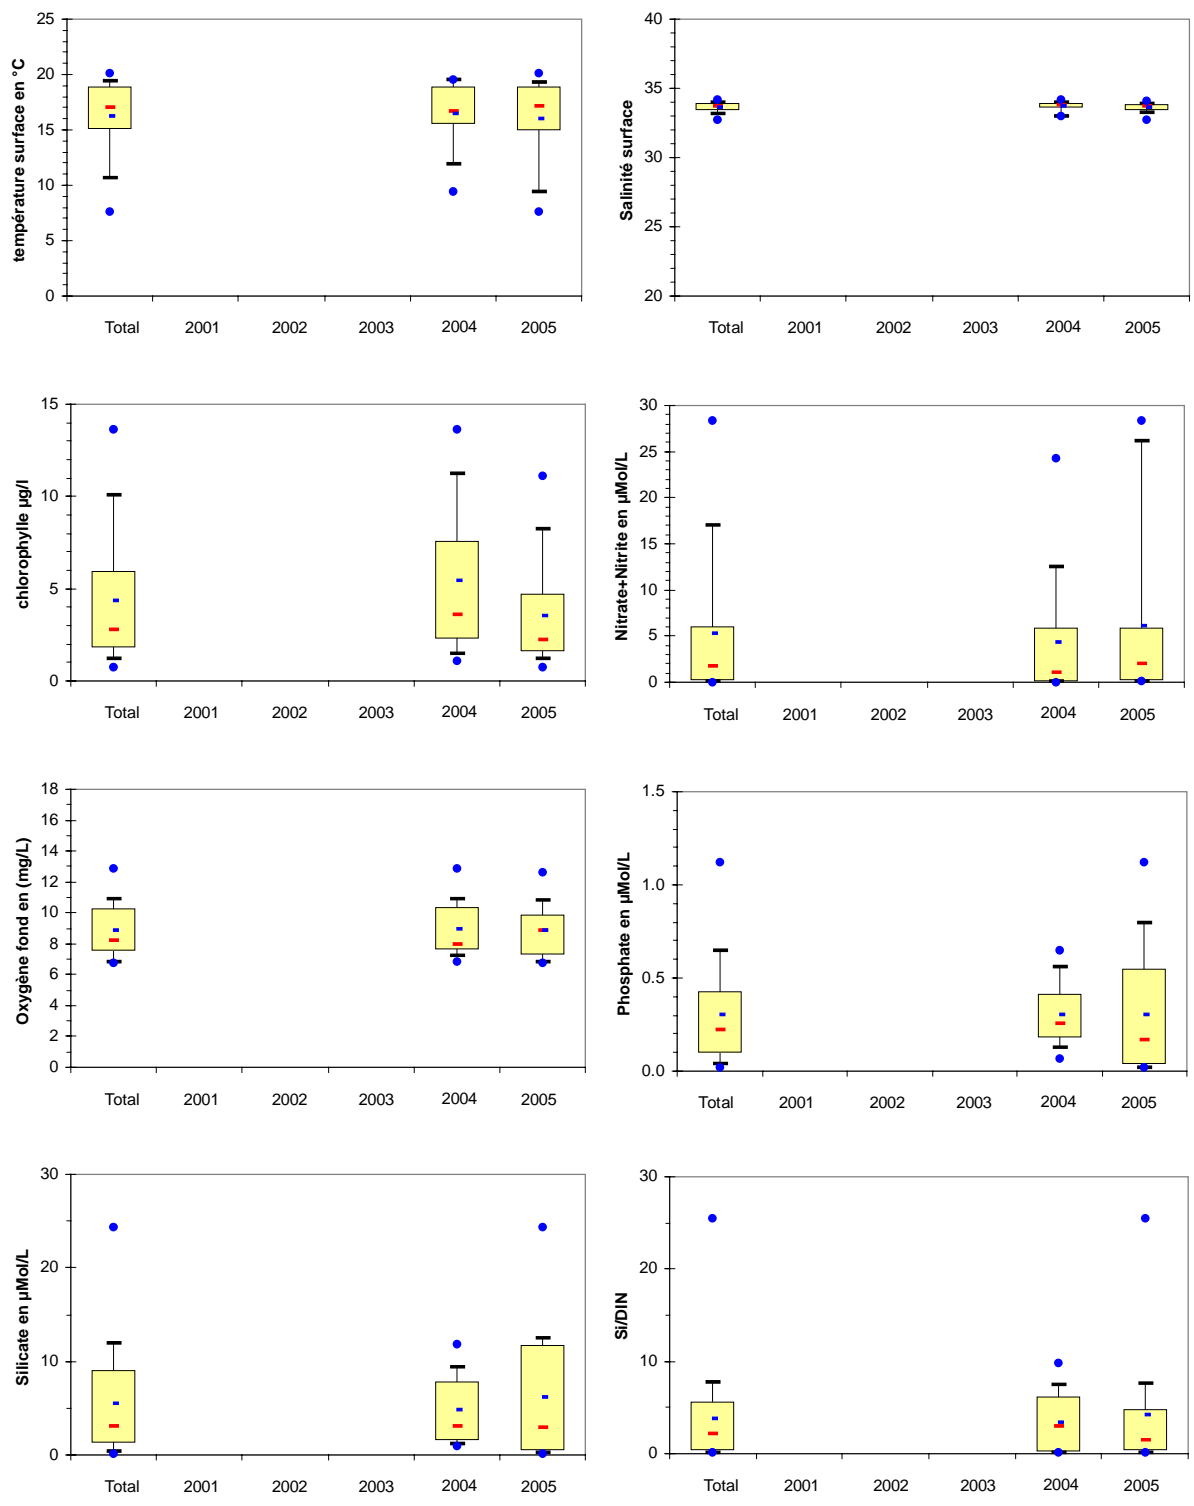 température surface en °C
25
20
15
10
5
0
Total 2001 2002 2003 2004 2005
Salinité surface
40
35
30
25
20
Total 2001 2002 2003 2004 2005
chlorophylle µg/l
15
10
5
0
Total 2001 2002 2003 2004 2005
Nitrate+Nitrite en µMol/L
30
25
20
15
10
5
0
Total 2001 2002 2003 2004 2005
Oxygène fond en (mg/L)
18
16
14
12
10
8
6
4
2
0
Total 2001 2002 2003 2004 2005
Phosphate en µMol/L
1.5
1.0
0.5
0.0
Total 2001 2002 2003 2004 2005
Silicate en µMol/L
30
20
10
0
Total 2001 2002 2003 2004 2005
Si/DIN
30
20
10
0
Total 2001 2002 2003 2004 2005